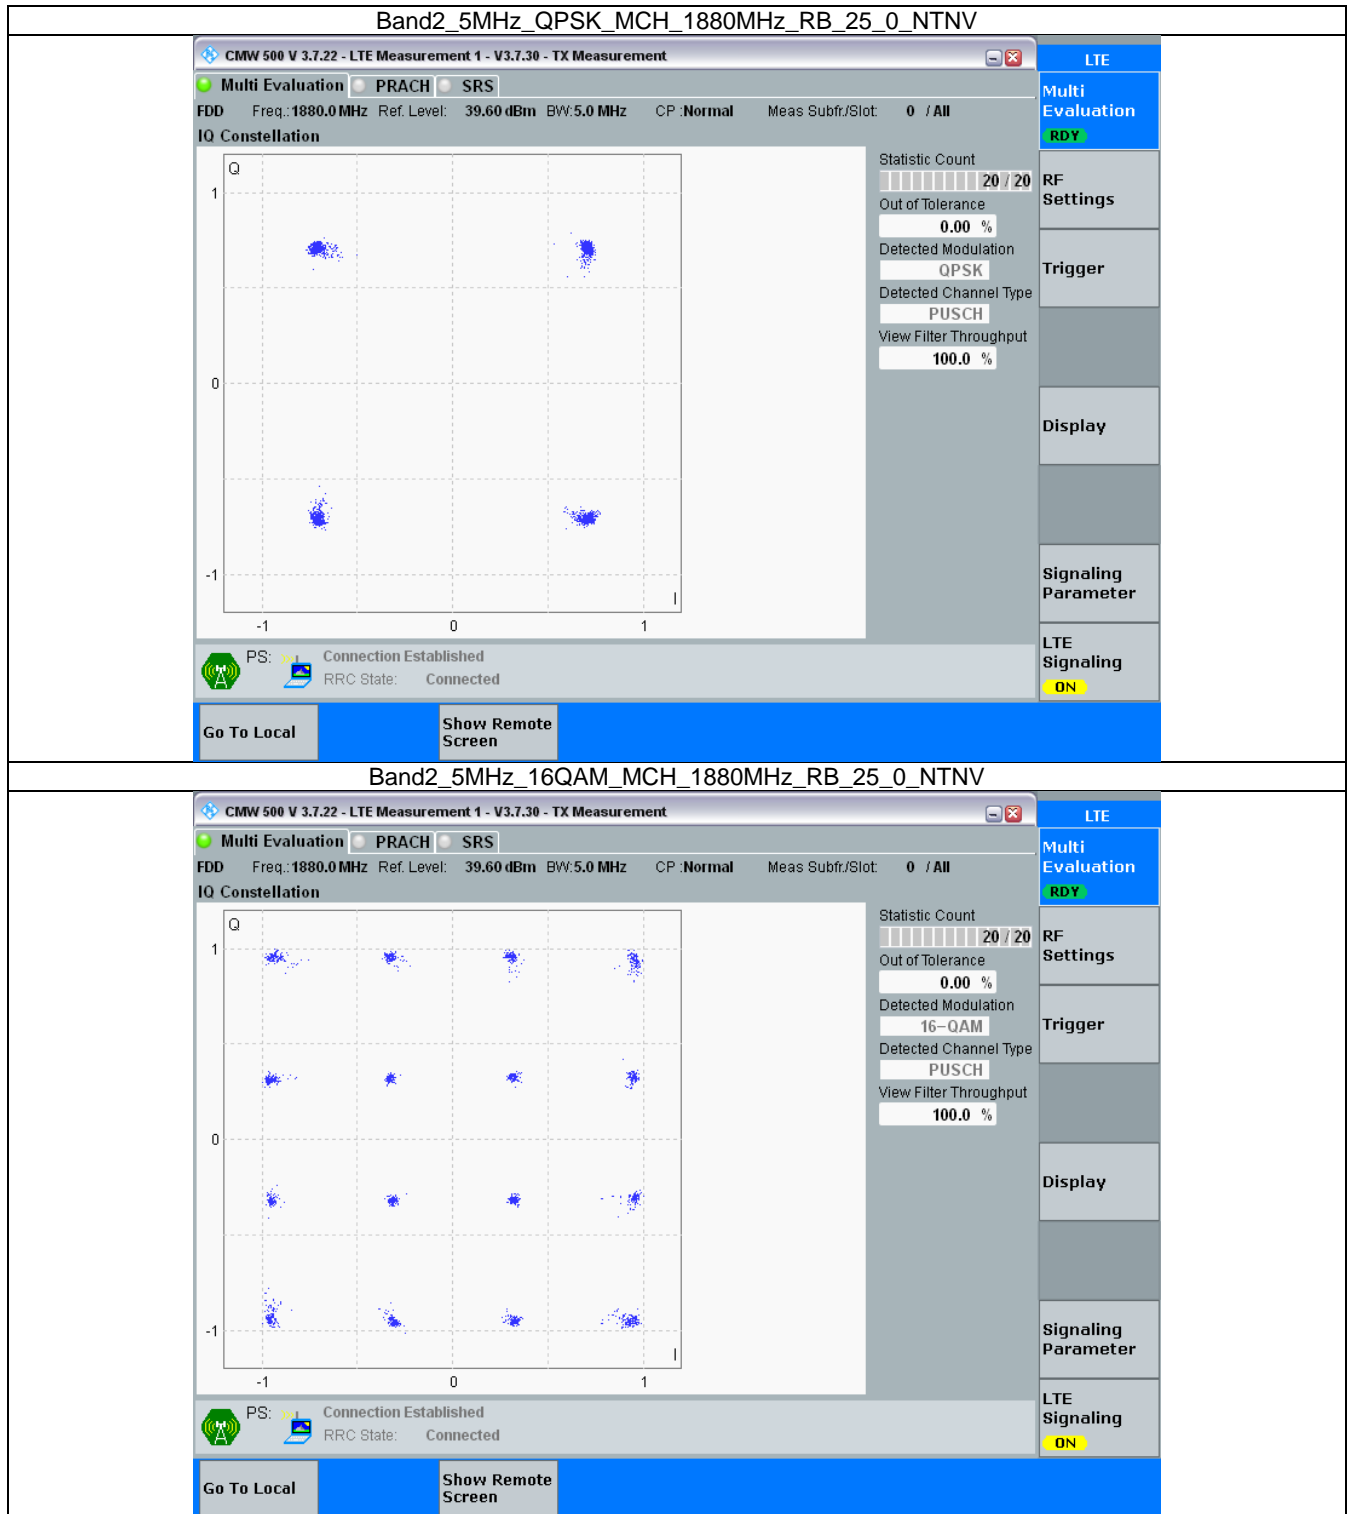 Band2_5MHz_QPSK_MCH_1880MHz_RB_25_0_NTNV
CMW 500 V 3.7.22 - LTE Measurement 1 - V3.7.30 - TX Measurement
LTE
Multi Evaluation PRACH SRS
Multi
Evaluation
RDY
FDD Freq.:1880.0 MHz Ref. Level: 39.60 dBm BW:5.0 MHz CP :Normal Meas Subfr./Slot: 0 / All
IQ Constellation
Q
1
0
-1
I
-1 0 1
Statistic Count
20 / 20
Out of Tolerance
0.00 %
Detected Modulation
QPSK
Detected Channel Type
PUSCH
View Filter Throughput
100.0 %
RF
Settings
Trigger
Display
Signaling
Parameter
LTE
Signaling
ON
PS: Connection Established
RRC State: Connected
Go To Local
Show Remote
Screen
Band2_5MHz_16QAM_MCH_1880MHz_RB_25_0_NTNV
CMW 500 V 3.7.22 - LTE Measurement 1 - V3.7.30 - TX Measurement
LTE
Multi Evaluation PRACH SRS
Multi
Evaluation
RDY
FDD Freq.:1880.0 MHz Ref. Level: 39.60 dBm BW:5.0 MHz CP :Normal Meas Subfr./Slot: 0 / All
IQ Constellation
Q
1
0
-1
I
-1 0 1
Statistic Count
20 / 20
Out of Tolerance
0.00 %
Detected Modulation
16-QAM
Detected Channel Type
PUSCH
View Filter Throughput
100.0 %
RF
Settings
Trigger
Display
Signaling
Parameter
LTE
Signaling
ON
PS: Connection Established
RRC State: Connected
Go To Local
Show Remote
Screen